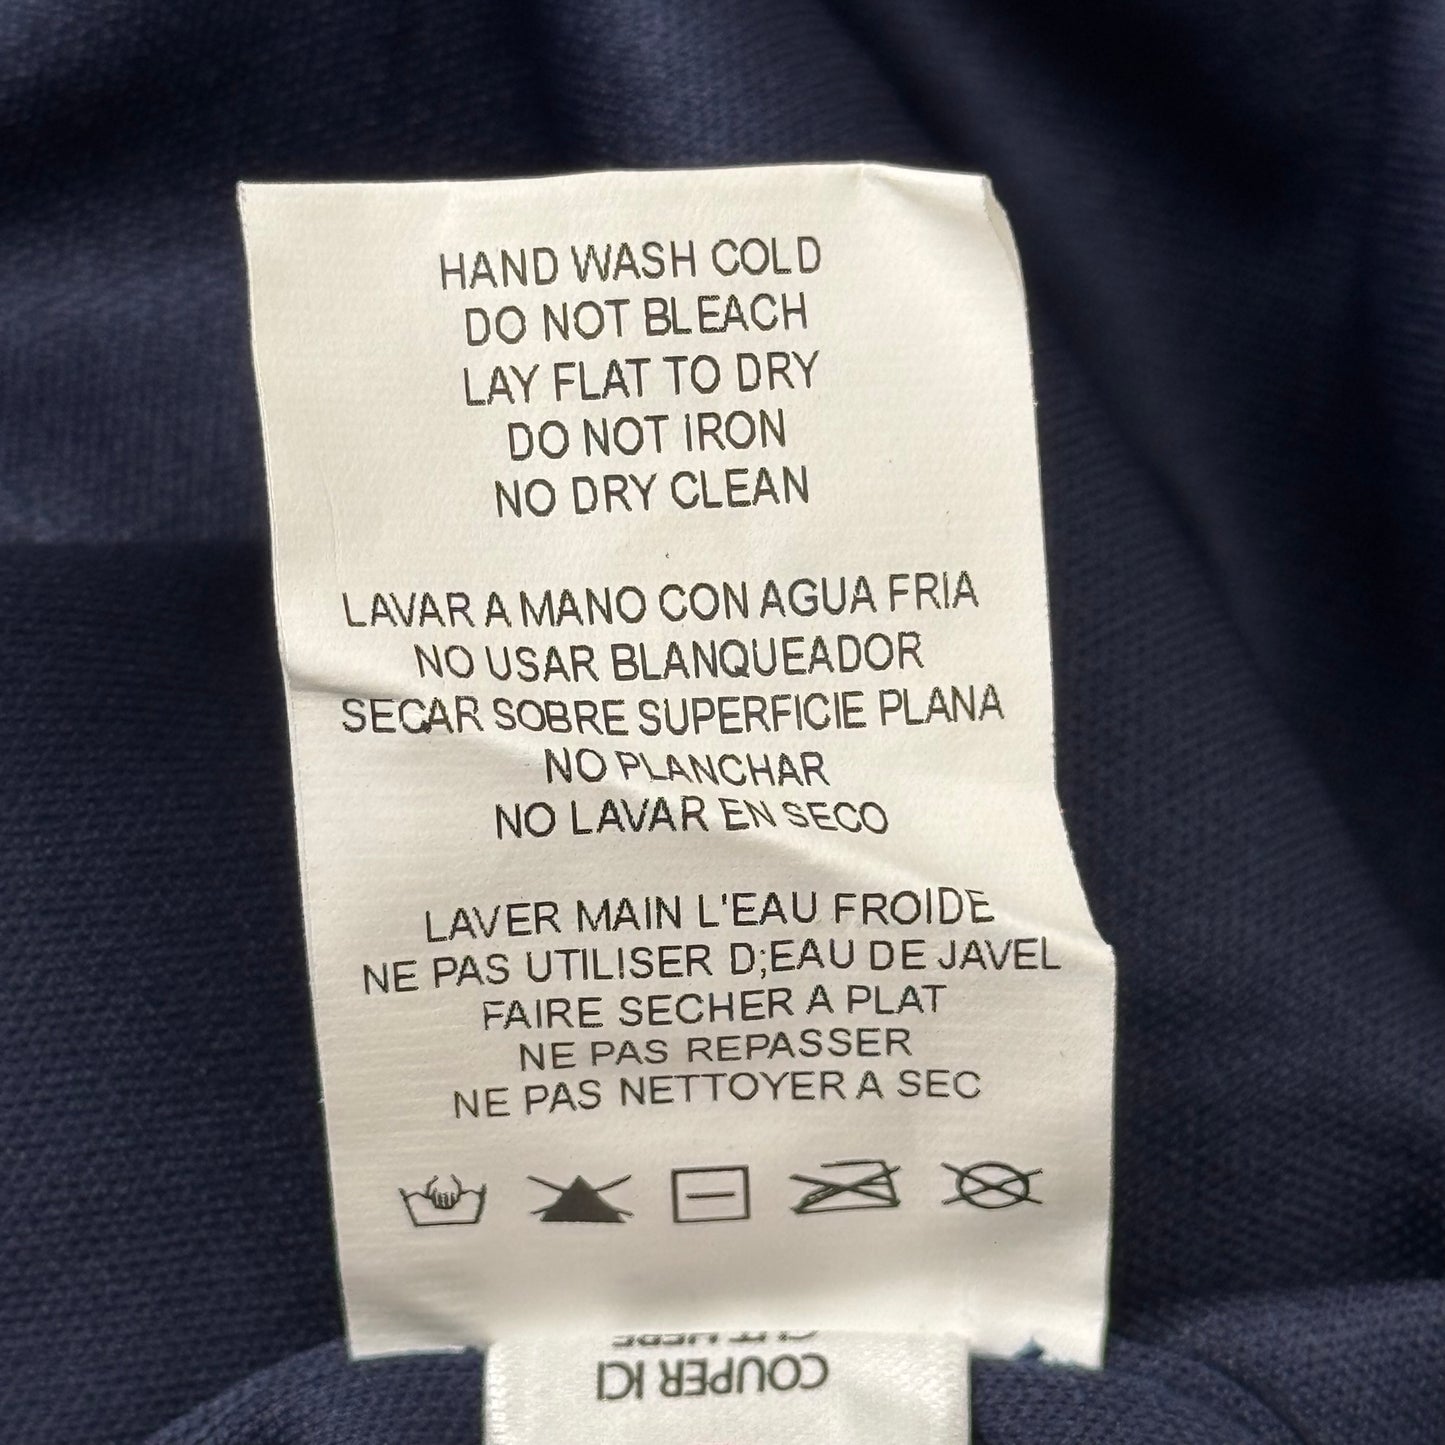 HAND WASH COLD
DO NOT BLEACH
LAY FLAT TO DRY
DO NOT IRON
NO DRY CLEAN
LAVAR A MANO CON AGUA FRIA
NO USAR BLANQUEADOR
SECAR SOBRE SUPERFICIE PLANA
NO PLANCHAR
NO LAVAR EN SECO
LAVER MAIN L'EAU FROIDE
NE PAS UTILISER D;EAU DE JAVEL
FAIRE SECHER A PLAT
NE PAS REPASSER
NE PAS NETTOYER A SEC
CUT HERE
COUPER ICI